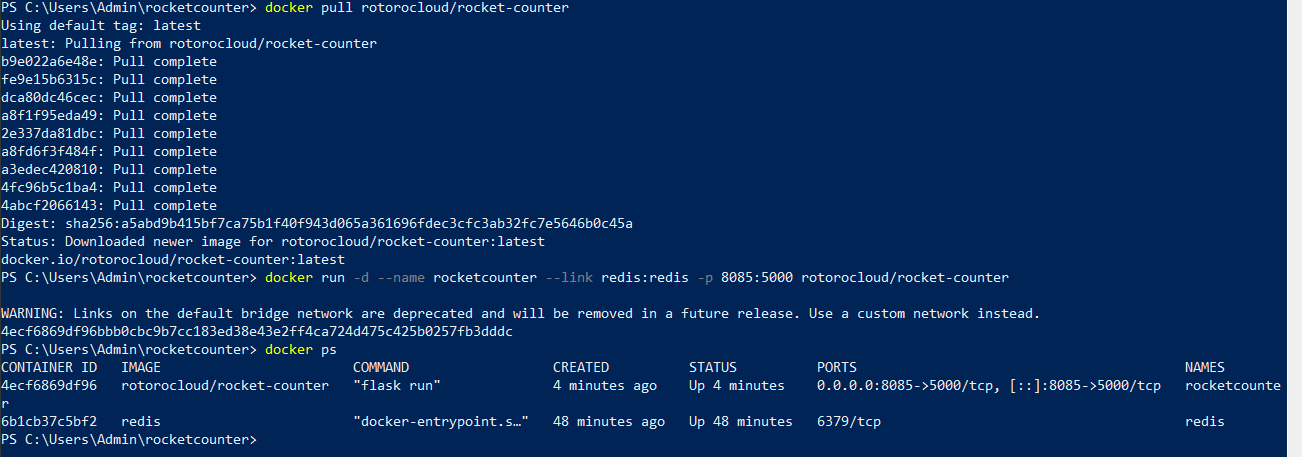 PS C:\Users\Admin\rocketcounter> docker pull rotorocloud/rocket-counter
Using default tag: latest
latest: Pulling from rotorocloud/rocket-counter
b9e022a6e48e: Pull complete
fe9e15b6315c: Pull complete
dca80dc46cec: Pull complete
a8f1f95eda49: Pull complete
2e337da81dbc: Pull complete
a8fd6f3f484f: Pull complete
a3edec420810: Pull complete
4fc96b5c1ba4: Pull complete
4abcf2066143: Pull complete
Digest: sha256:a5abd9b415bf7ca75b1f40f943d065a361696fdec3cfc3ab32fc7e5646b0c45a
Status: Downloaded newer image for rotorocloud/rocket-counter:latest
docker.io/rotorocloud/rocket-counter:latest
PS C:\Users\Admin\rocketcounter> docker run -d --name rocketcounter --link redis:redis -p 8085:5000 rotorocloud/rocket-counter
WARNING: Links on the default bridge network are deprecated and will be removed in a future release. Use a custom network instead.
4ecf6869df96bbb0cbc9b7cc183ed38e43e2ff4ca724d475c425b0257fb3dddc
PS C:\Users\Admin\rocketcounter> docker ps
CONTAINER ID   IMAGE                        COMMAND                  CREATED          STATUS          PORTS                                         NAMES
4ecf6869df96   rotorocloud/rocket-counter   "flask run"              4 minutes ago    Up 4 minutes    0.0.0.0:8085->5000/tcp, [::]:8085->5000/tcp   rocketcounte
r
6b1cb37c5bf2   redis                        "docker-entrypoint.s…"   48 minutes ago   Up 48 minutes   6379/tcp                                      redis
PS C:\Users\Admin\rocketcounter>